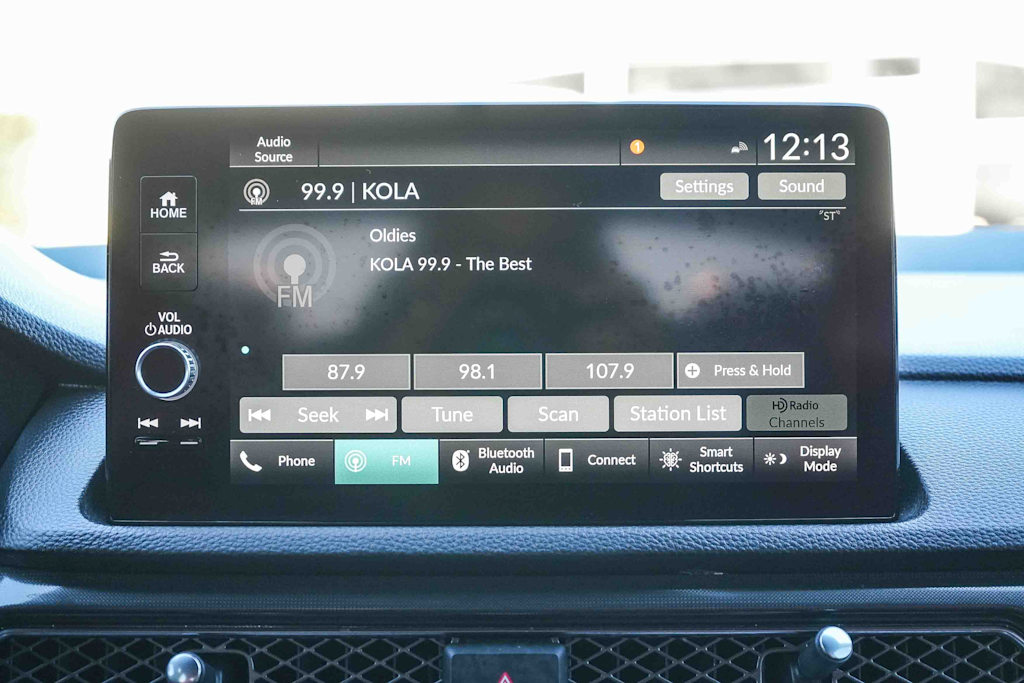 Audio
Source
1
12:13
HOME
FM
99.9 | KOLA
Settings
Sound
"ST"
Oldies
BACK
KOLA 99.9 - The Best
FM
VOL
AUDIO
87.9
98.1
107.9
Press & Hold
Seek
Tune
Scan
Station List
HD Radio
Channels
Phone
FM
Bluetooth
Audio
Connect
Smart
Shortcuts
Display
Mode